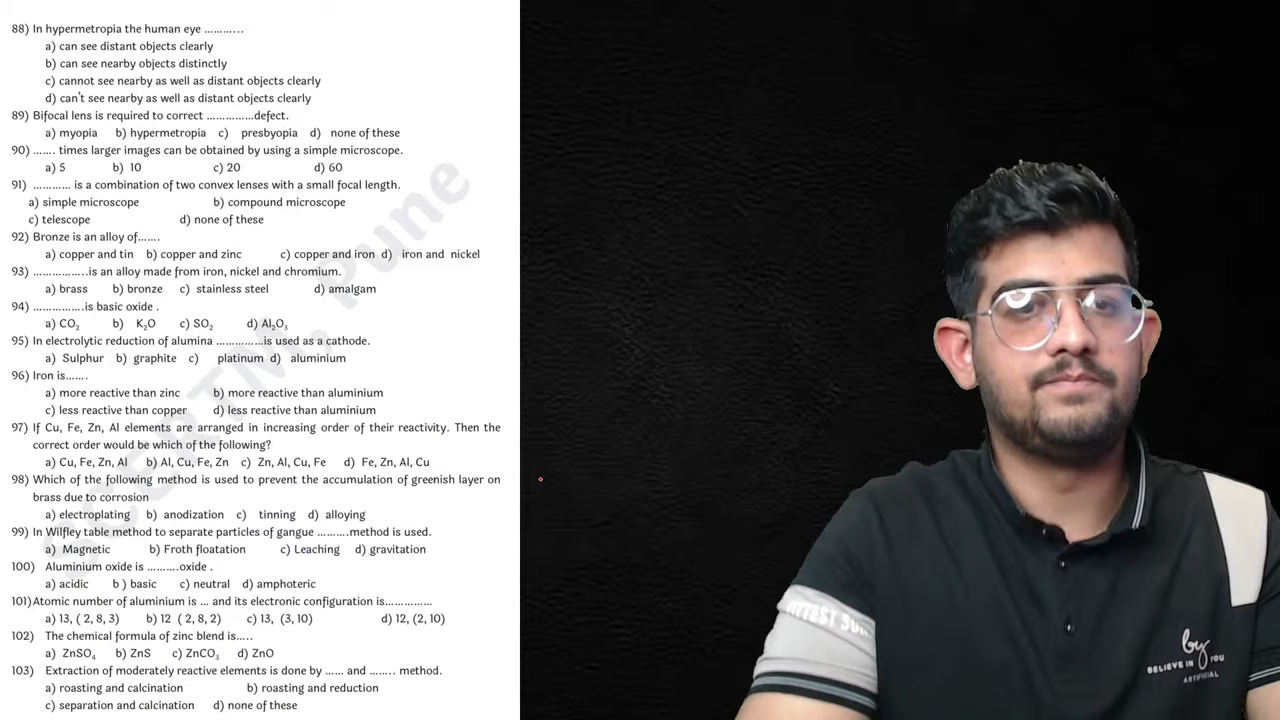 88) In hypermetropia the human eye ............
a) can see distant objects clearly
b) can see nearby objects distinctly
c) cannot see nearby as well as distant objects clearly
d) can't see nearby as well as distant objects clearly
89) Bifocal lens is required to correct ...............defect.
a) myopia b) hypermetropia c) presbyopia d) none of these
90) ....... times larger images can be obtained by using a simple microscope.
a) 5 b) 10 c) 20 d) 60
91) ............ is a combination of two convex lenses with a small focal length.
a) simple microscope b) compound microscope
c) telescope d) none of these
92) Bronze is an alloy of.......
a) copper and tin b) copper and zinc c) copper and iron d) iron and nickel
93) .................is an alloy made from iron, nickel and chromium.
a) brass b) bronze c) stainless steel d) amalgam
94) ................is basic oxide .
a) CO₂ b) K₂O c) SO₂ d) Al₂O₃
95) In electrolytic reduction of alumina ...............is used as a cathode.
a) Sulphur b) graphite c) platinum d) aluminium
96) Iron is.......
a) more reactive than zinc b) more reactive than aluminium
c) less reactive than copper d) less reactive than aluminium
97) If Cu, Fe, Zn, Al elements are arranged in increasing order of their reactivity. Then the
correct order would be which of the following?
a) Cu, Fe, Zn, Al b) Al, Cu, Fe, Zn c) Zn, Al, Cu, Fe d) Fe, Zn, Al, Cu
98) Which of the following method is used to prevent the accumulation of greenish layer on
brass due to corrosion
a) electroplating b) anodization c) tinning d) alloying
99) In Wilfley table method to separate particles of gangue ..........method is used.
a) Magnetic b) Froth floatation c) Leaching d) gravitation
100) Aluminium oxide is ..........oxide .
a) acidic b ) basic c) neutral d) amphoteric
101)Atomic number of aluminium is ... and its electronic configuration is...............
a) 13, ( 2, 8, 3) b) 12 ( 2, 8, 2) c) 13, (3, 10) d) 12, (2, 10)
102) The chemical formula of zinc blend is.....
a) ZnSO₄ b) ZnS c) ZnCO₃ d) ZnO
103) Extraction of moderately reactive elements is done by ...... and ........ method.
a) roasting and calcination b) roasting and reduction
c) separation and calcination d) none of these
SCERTM, Pune
by
BELIEVE IN YOU
ARTIFICIAL